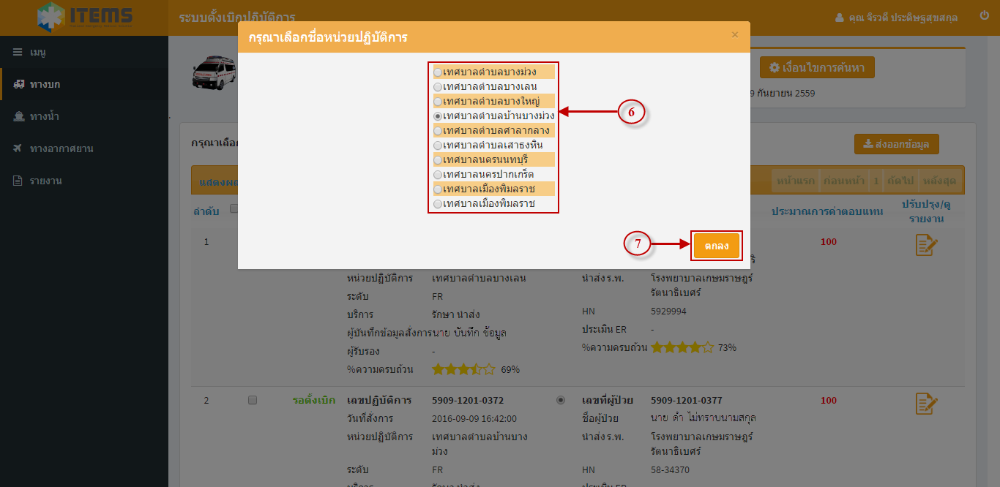 ITEMS
ระบบตั้งเบิกปฏิบัติการ
คุณ จิรวดี ประดิษฐสุขสกุล
กรุณาเลือกชื่อหน่วยปฏิบัติการ
×
เมนู
ทางบก
ทางน้ำ
ทางอากาศยาน
รายงาน
เงื่อนไขการค้นหา
9 กันยายน 2559
เทศบาลตำบลบางม่วง
เทศบาลตำบลบางเลน
เทศบาลตำบลบางใหญ่
เทศบาลตำบลบ้านบางม่วง
เทศบาลตำบลศาลากลาง
เทศบาลตำบลเสาธงหิน
เทศบาลนครนนทบุรี
เทศบาลนครปากเกร็ด
เทศบาลเมืองพิมลราช
เทศบาลเมืองพิมลราช
6
กรุณาเลือก
ส่งออกข้อมูล
แสดงผล
หน้าแรก ก่อนหน้า 1 ถัดไป หลังสุด
ลำดับ ประมาณการค่าตอบแทน ปรับปรุง/ดู
รายงาน
7
ตกลง
1 100
หน่วยปฏิบัติการ เทศบาลตำบลบางเลน นำส่ง ร.พ. โรงพยาบาลเกษมราษฎร์
รัตนาธิเบศร์
ระดับ FR
บริการ รักษา นำส่ง HN 5929994
ผู้บันทึกข้อมูลสั่งการ นาย บันทึก ข้อมูล ประเมิน ER -
ผู้รับรอง - %ความครบถ้วน 73%
%ความครบถ้วน 69%
2 รอตั้งเบิก เลขปฏิบัติการ 5909-1201-0372 เลขที่ผู้ป่วย 5909-1201-0377 100
วันที่สั่งการ 2016-09-09 16:42:00 ชื่อผู้ป่วย นาย ดำ ไม่ทราบนามสกุล
หน่วยปฏิบัติการ เทศบาลตำบลบ้านบาง นำส่ง ร.พ. โรงพยาบาลเกษมราษฎร์
ม่วง รัตนาธิเบศร์
ระดับ FR HN 58-34370
บริการ รักษา นำส่ง ประเมิน ER